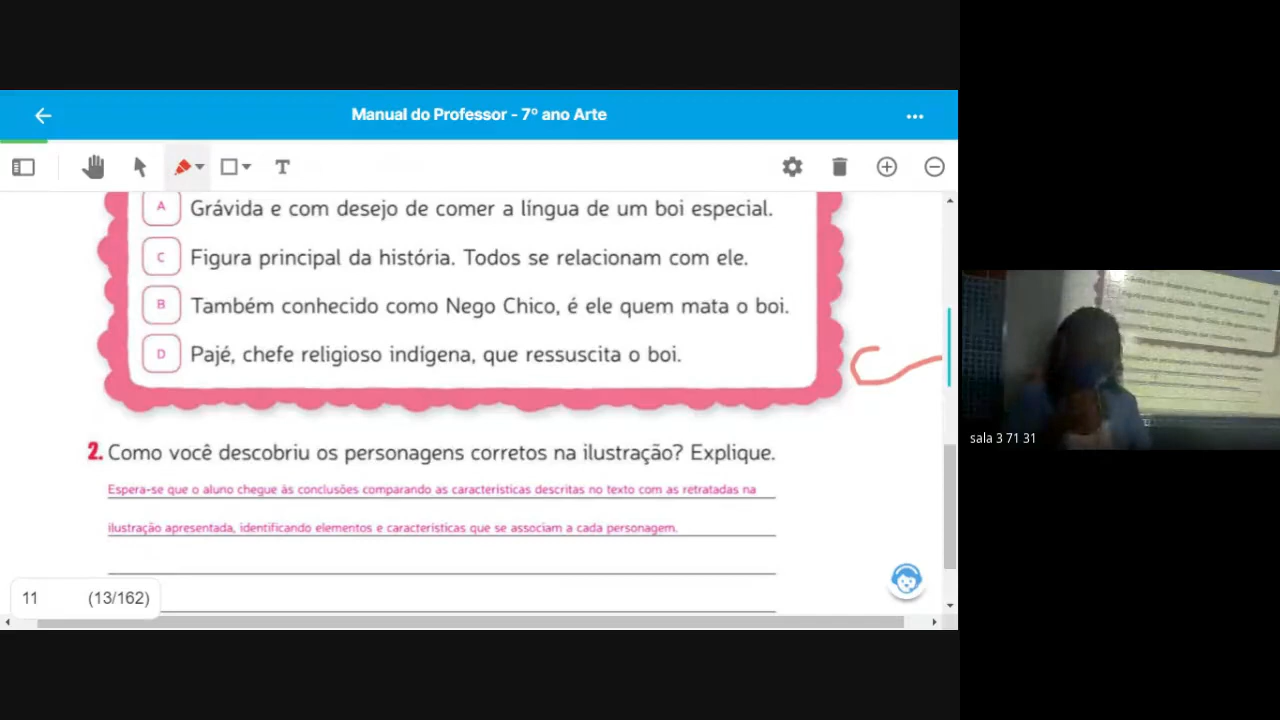 Manual do Professor - 7º ano Arte
A Grávida e com desejo de comer a língua de um boi especial.
C Figura principal da história. Todos se relacionam com ele.
B Também conhecido como Nego Chico, é ele quem mata o boi.
D Pajé, chefe religioso indígena, que ressuscita o boi.
2. Como você descobriu os personagens corretos na ilustração? Explique.
Espera-se que o aluno chegue às conclusões comparando as características descritas no texto com as retratadas na
ilustração apresentada, identificando elementos e características que se associam a cada personagem.
11 (13/162)
T
sala 3 71 31